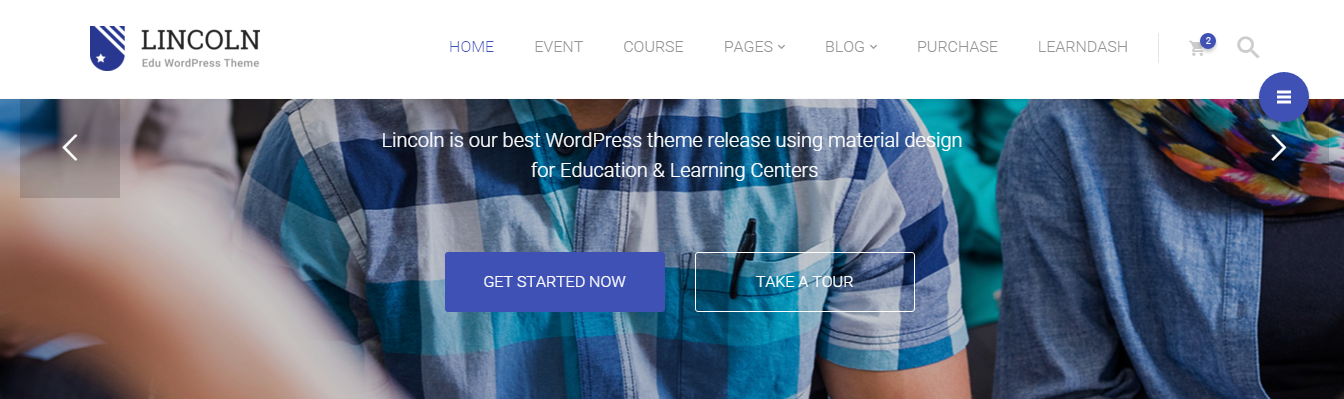 LINCOLN
Edu WordPress Theme
HOME EVENT COURSE PAGES BLOG PURCHASE LEARNDASH 2
Lincoln is our best WordPress theme release using material design
for Education & Learning Centers
GET STARTED NOW TAKE A TOUR